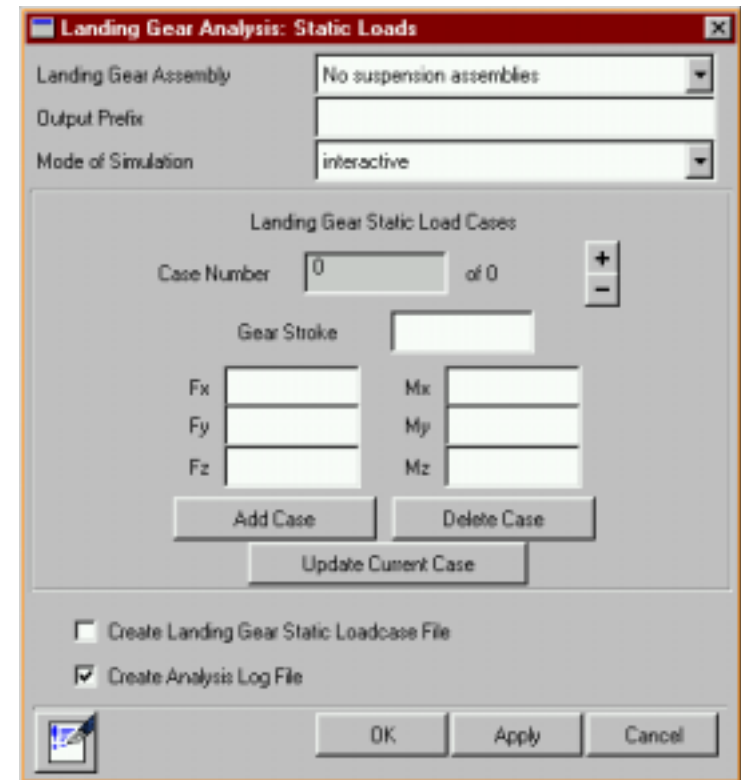 Landing Gear Analysis: Static Loads
Landing Gear Assembly No suspension assemblies
Output Prefix
Mode of Simulation interactive
Landing Gear Static Load Cases
Case Number 0 of 0 +
−
Gear Stroke
Fx Mx
Fy My
Fz Mz
Add Case Delete Case
Update Current Case
Create Landing Gear Static Loadcase File
Create Analysis Log File
OK Apply Cancel